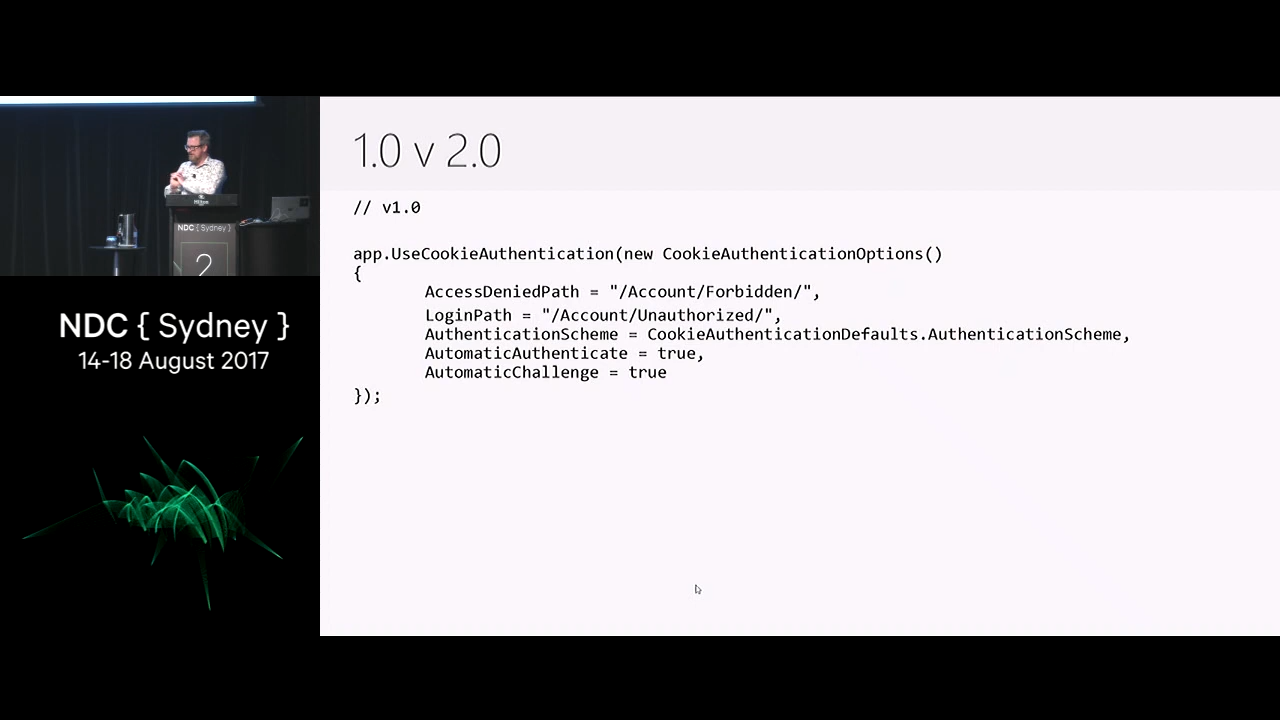 1.0 v 2.0
// v1.0
app.UseCookieAuthentication(new CookieAuthenticationOptions()
{
AccessDeniedPath = "/Account/Forbidden/",
LoginPath = "/Account/Unauthorized/",
AuthenticationScheme = CookieAuthenticationDefaults.AuthenticationScheme,
AutomaticAuthenticate = true,
AutomaticChallenge = true
});
Hilton
NDC { Sydney }
2
NDC { Sydney }
14-18 August 2017